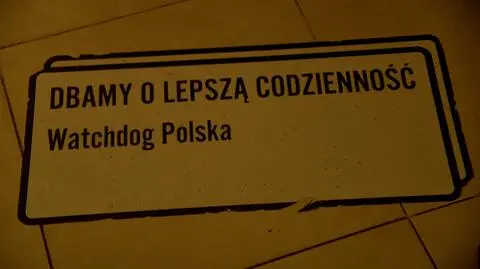 DBAMY O LEPSZĄ CODZIENNOŚĆ
Watchdog Polska